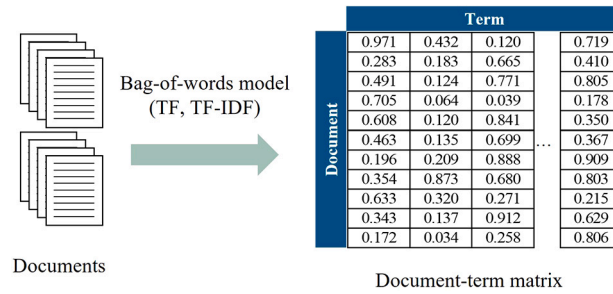 Term
Document
0.971 0.432 0.120 0.719
0.283 0.183 0.665 0.410
0.491 0.124 0.771 0.805
0.705 0.064 0.039 0.178
0.608 0.120 0.841 0.350
0.463 0.135 0.699 ... 0.367
0.196 0.209 0.888 0.909
0.354 0.873 0.680 0.803
0.633 0.320 0.271 0.215
0.343 0.137 0.912 0.629
0.172 0.034 0.258 0.806
Bag-of-words model
(TF, TF-IDF)
Documents
Document-term matrix